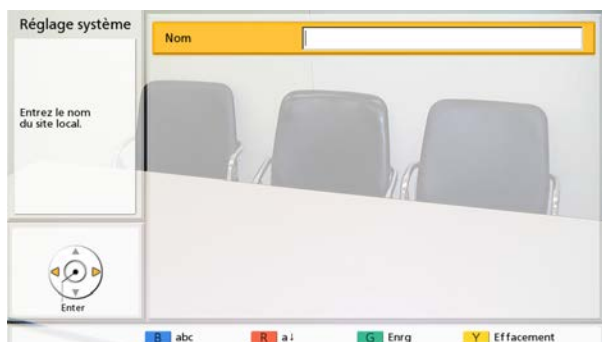 Réglage système
Nom
Entrez le nom
du site local.
Enter
B abc R a↓ G Enrg Y Effacement